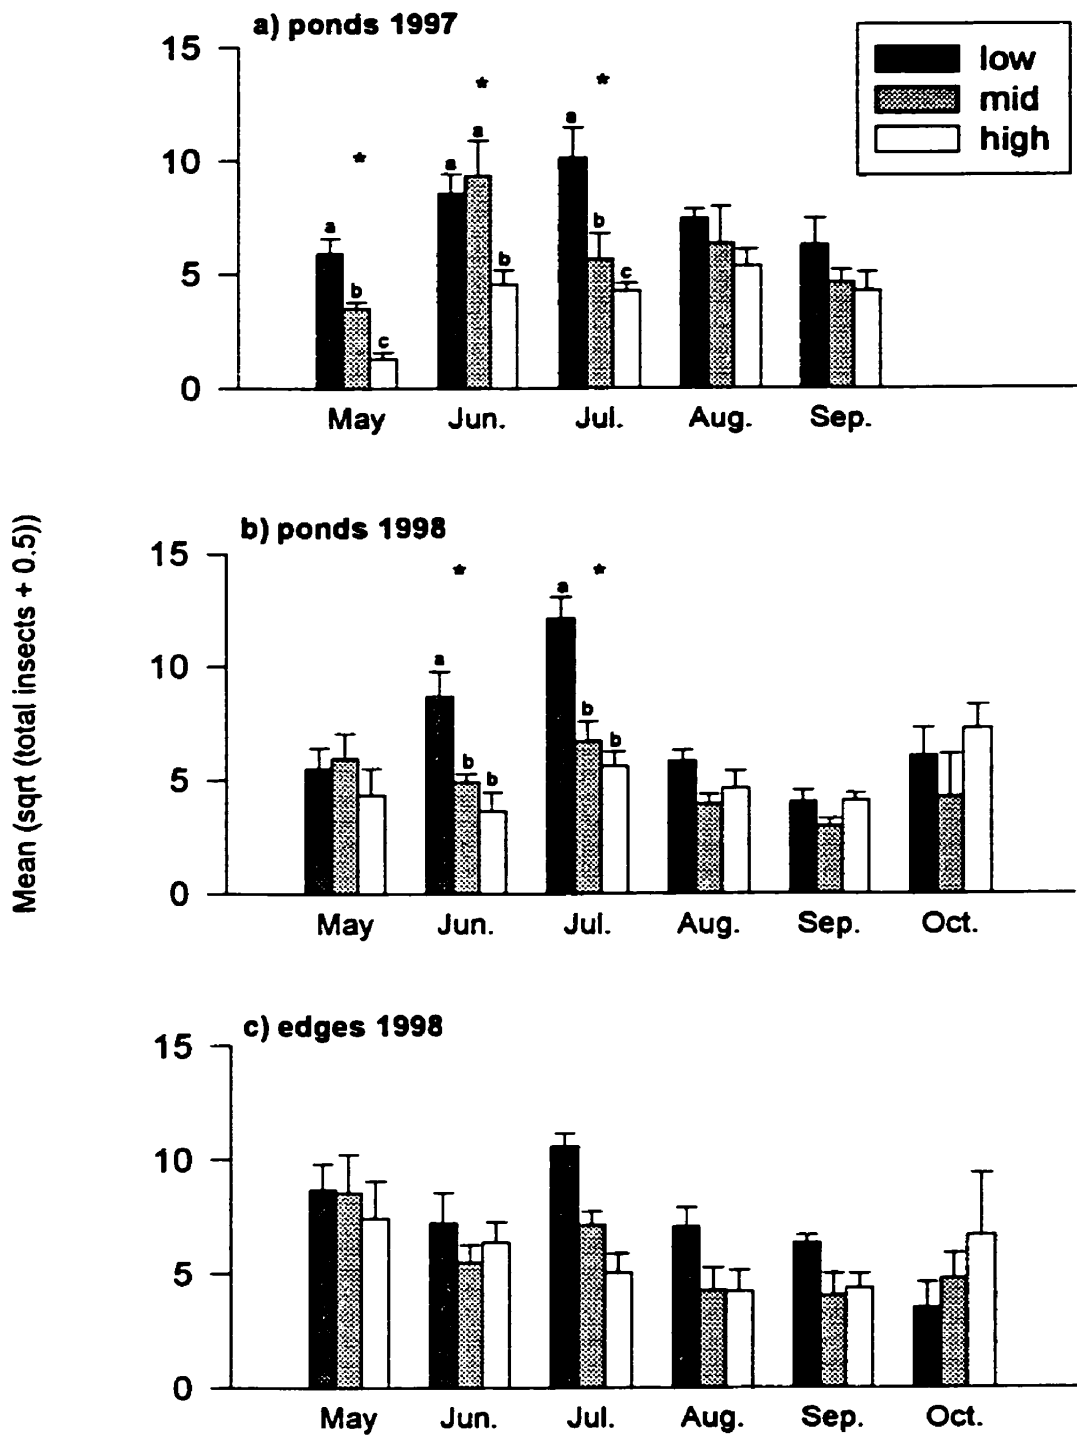 a) ponds 1997
low
mid
high
15
10
5
0
*
*
*
a
b
c
a
a
b
a
b
c
May
Jun.
Jul.
Aug.
Sep.
Mean (sqrt (total insects + 0.5))
b) ponds 1998
15
10
5
0
*
*
a
b
b
a
b
b
May
Jun.
Jul.
Aug.
Sep.
Oct.
c) edges 1998
15
10
5
0
May
Jun.
Jul.
Aug.
Sep.
Oct.